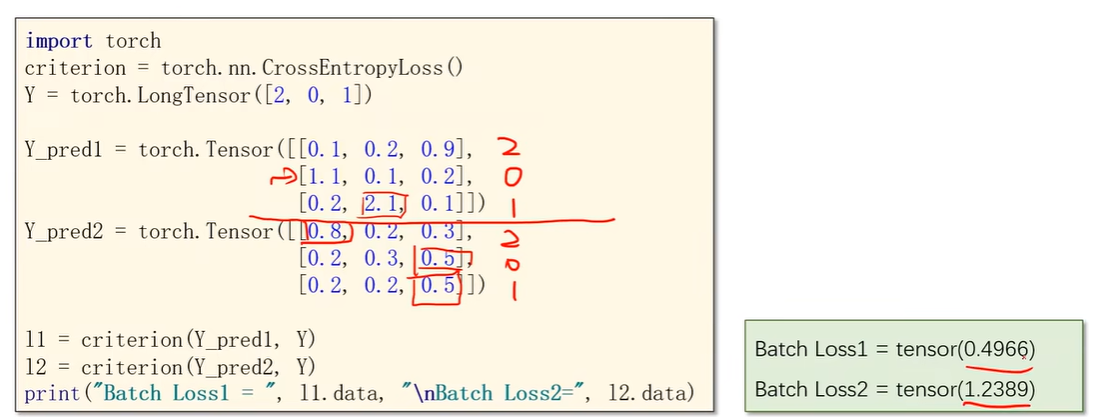 import torch
criterion = torch.nn.CrossEntropyLoss()
Y = torch.LongTensor([2, 0, 1])
Y_pred1 = torch.Tensor([[0.1, 0.2, 0.9], 2
[1.1, 0.1, 0.2], 0
[0.2, 2.1, 0.1]]) 1
Y_pred2 = torch.Tensor([[0.8, 0.2, 0.3], 2
[0.2, 0.3, 0.5], 0
[0.2, 0.2, 0.5]]) 1
l1 = criterion(Y_pred1, Y)
l2 = criterion(Y_pred2, Y)
print("Batch Loss1 = ", l1.data, "\nBatch Loss2=", l2.data)
Batch Loss1 = tensor(0.4966)
Batch Loss2 = tensor(1.2389)